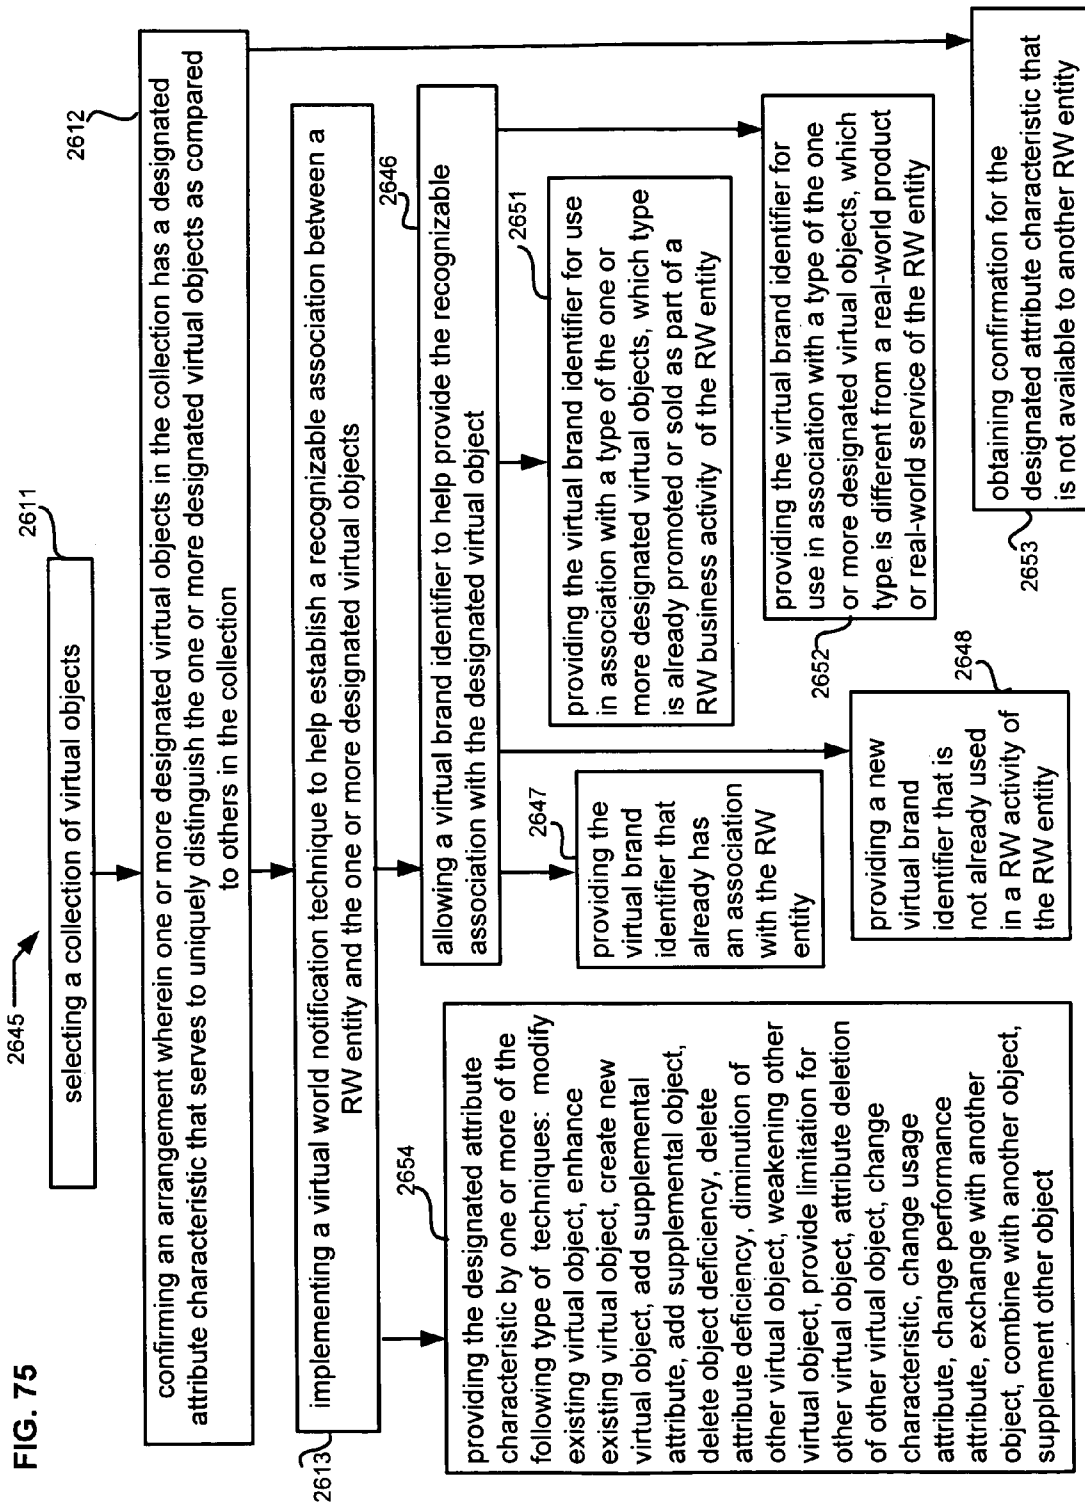 FIG. 75
2645
2611
selecting a collection of virtual objects
2612
confirming an arrangement wherein one or more designated virtual objects in the collection has a designated
attribute characteristic that serves to uniquely distinguish the one or more designated virtual objects as compared
to others in the collection
2613
implementing a virtual world notification technique to help establish a recognizable association between a
RW entity and the one or more designated virtual objects
2646
allowing a virtual brand identifier to help provide the recognizable
association with the designated virtual object
2654
providing the designated attribute
characteristic by one or more of the
following type of techniques: modify
existing virtual object, enhance
existing virtual object, create new
virtual object, add supplemental
attribute, add supplemental object,
delete object deficiency, delete
attribute deficiency, diminution of
other virtual object, weakening other
virtual object, provide limitation for
other virtual object, attribute deletion
of other virtual object, change
characteristic, change usage
attribute, change performance
attribute, exchange with another
object, combine with another object,
supplement other object
2647
providing the
virtual brand
identifier that
already has
an association
with the RW
entity
2648
providing a new
virtual brand
identifier that is
not already used
in a RW activity of
the RW entity
2651
providing the virtual brand identifier for use
in association with a type of the one or
more designated virtual objects, which type
is already promoted or sold as part of a
RW business activity of the RW entity
2652
providing the virtual brand identifier for
use in association with a type of the one
or more designated virtual objects, which
type is different from a real-world product
or real-world service of the RW entity
2653
obtaining confirmation for the
designated attribute characteristic that
is not available to another RW entity